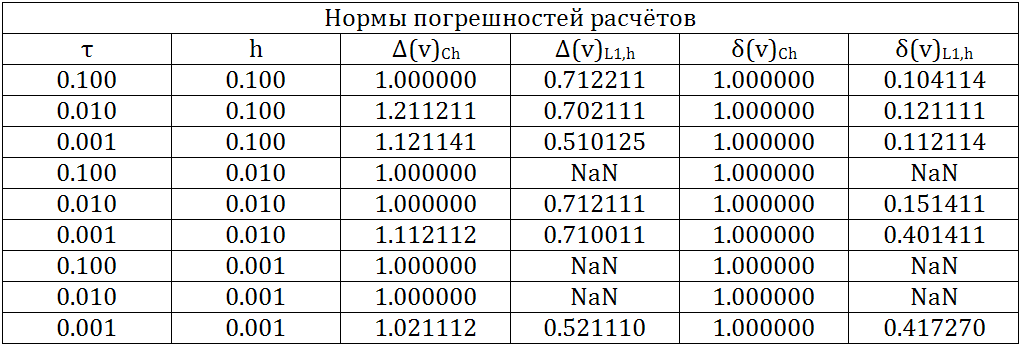 Нормы погрешностей расчётов
τ h Δ(v)Ch Δ(v)L1,h δ(v)Ch δ(v)L1,h
0.100 0.100 1.000000 0.712211 1.000000 0.104114
0.010 0.100 1.211211 0.702111 1.000000 0.121111
0.001 0.100 1.121141 0.510125 1.000000 0.112114
0.100 0.010 1.000000 NaN 1.000000 NaN
0.010 0.010 1.000000 0.712111 1.000000 0.151411
0.001 0.010 1.112112 0.710011 1.000000 0.401411
0.100 0.001 1.000000 NaN 1.000000 NaN
0.010 0.001 1.000000 NaN 1.000000 NaN
0.001 0.001 1.021112 0.521110 1.000000 0.417270